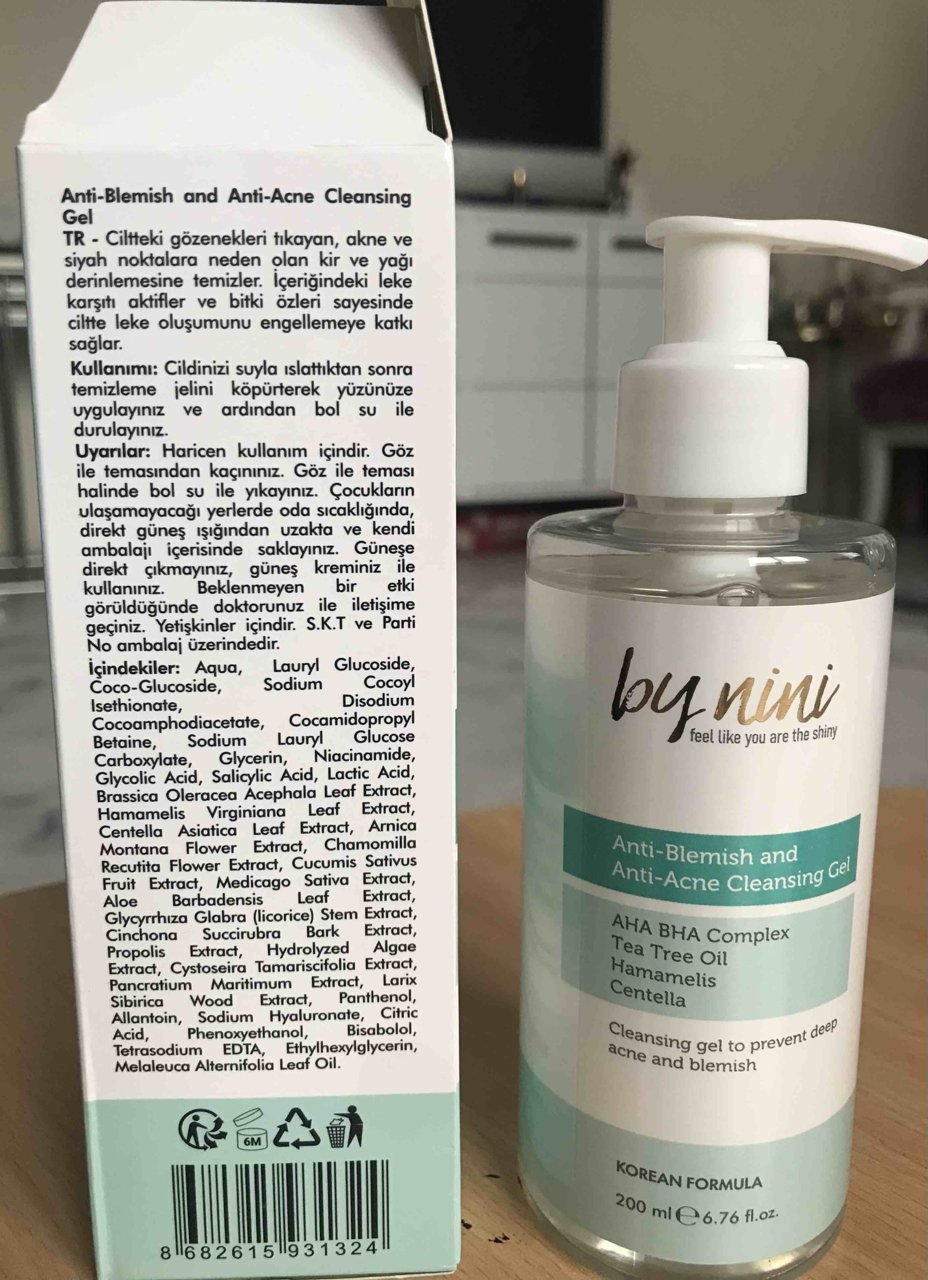 Anti-Blemish and Anti-Acne Cleansing
Gel
TR - Ciltteki gözenekleri tıkayan, akne ve
siyah noktalara neden olan kir ve yağı
derinlemesine temizler. İçeriğindeki leke
karşıtı aktifler ve bitki özleri sayesinde
ciltte leke oluşumunu engellemeye katkı
sağlar.
Kullanımı: Cildinizi suyla ıslattıktan sonra
temizleme jelini köpürterek yüzünüze
uygulayınız ve ardından bol su ile
durulayınız.
Uyarılar: Haricen kullanım içindir. Göz
ile temasından kaçınınız. Göz ile teması
halinde bol su ile yıkayınız. Çocukların
ulaşamayacağı yerlerde oda sıcaklığında,
direkt güneş ışığından uzakta ve kendi
ambalajı içerisinde saklayınız. Güneşe
direkt çıkmayınız, güneş kreminiz ile
kullanınız. Beklenmeyen bir etki
görüldüğünde doktorunuz ile iletişime
geçiniz. Yetişkinler içindir. S.K.T ve Parti
No ambalaj üzerindedir.
İçindekiler: Aqua, Lauryl Glucoside,
Coco-Glucoside, Sodium Cocoyl
Isethionate, Disodium
Cocoamphodiacetate, Cocamidopropyl
Betaine, Sodium Lauryl Glucose
Carboxylate, Glycerin, Niacinamide,
Glycolic Acid, Salicylic Acid, Lactic Acid,
Brassica Oleracea Acephala Leaf Extract,
Hamamelis Virginiana Leaf Extract,
Centella Asiatica Leaf Extract, Arnica
Montana Flower Extract, Chamomilla
Recutita Flower Extract, Cucumis Sativus
Fruit Extract, Medicago Sativa Extract,
Aloe Barbadensis Leaf Extract,
Glycyrrhıza Glabra (licorice) Stem Extract,
Cinchona Succirubra Bark Extract,
Propolis Extract, Hydrolyzed Algae
Extract, Cystoseira Tamariscifolia Extract,
Pancratium Maritimum Extract, Larix
Sibirica Wood Extract, Panthenol,
Allantoin, Sodium Hyaluronate, Citric
Acid, Phenoxyethanol, Bisabolol,
Tetrasodium EDTA, Ethylhexylglycerin,
Melaleuca Alternifolia Leaf Oil.
6M
8 682615 931324
by nini
feel like you are the shiny
Anti-Blemish and
Anti-Acne Cleansing Gel
AHA BHA Complex
Tea Tree Oil
Hamamelis
Centella
Cleansing gel to prevent deep
acne and blemish
KOREAN FORMULA
200 ml ℮ 6.76 fl.oz.